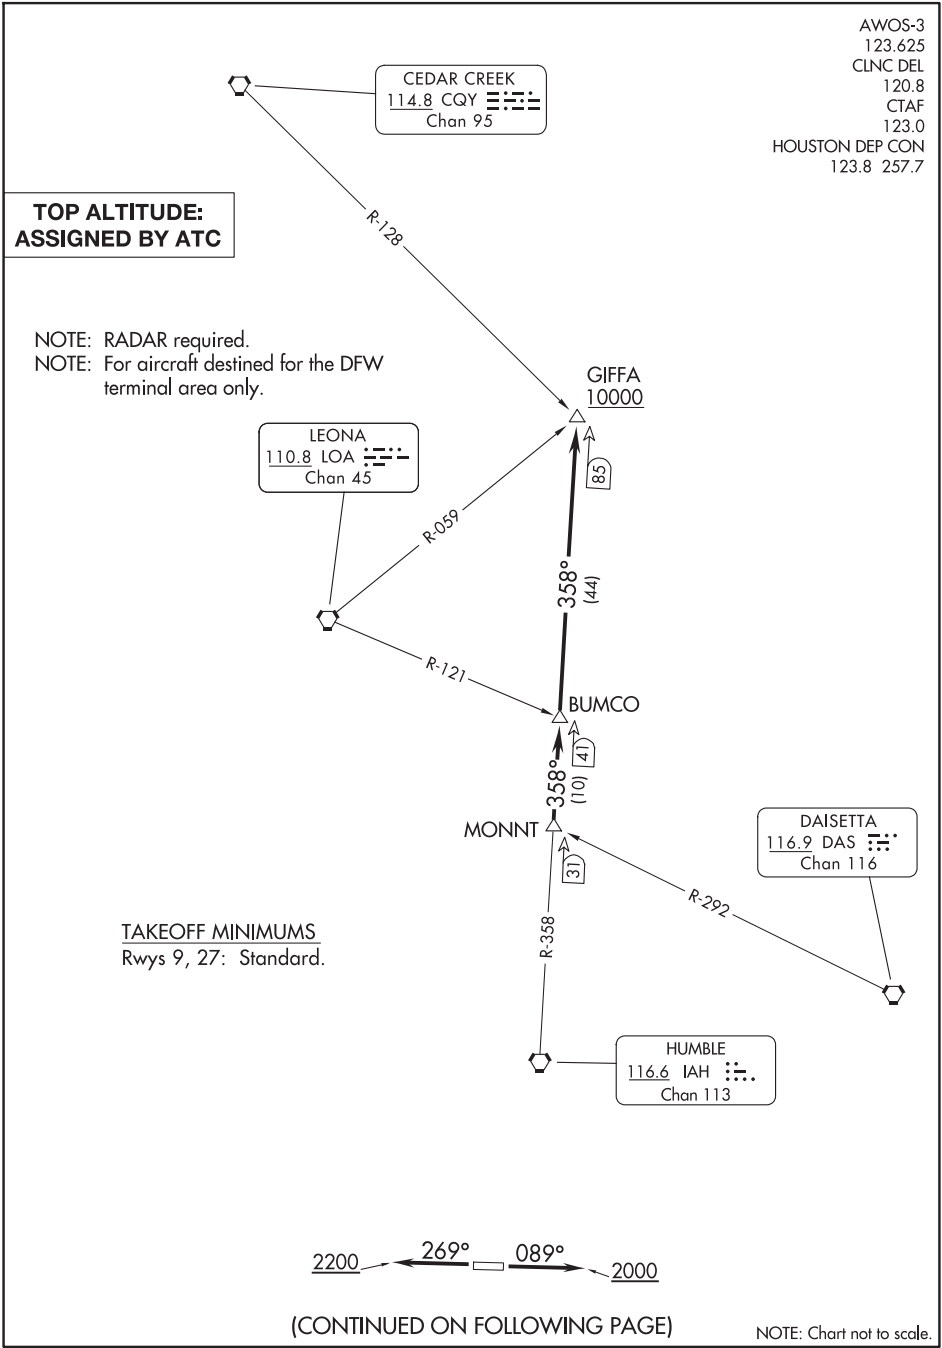 AWOS-3
123.625
CLNC DEL
120.8
CTAF
123.0
HOUSTON DEP CON
123.8 257.7
CEDAR CREEK
114.8 CQY
Chan 95
TOP ALTITUDE:
ASSIGNED BY ATC
R-128
NOTE: RADAR required.
NOTE: For aircraft destined for the DFW
terminal area only.
GIFFA
10000
LEONA
110.8 LOA
Chan 45
85
R-059
358°
(44)
R-121
BUMCO
41
358°
(10)
MONNT
31
DAISETTA
116.9 DAS
Chan 116
R-292
R-358
TAKEOFF MINIMUMS
Rwys 9, 27: Standard.
HUMBLE
116.6 IAH
Chan 113
2200 269° 089° 2000
(CONTINUED ON FOLLOWING PAGE)
NOTE: Chart not to scale.